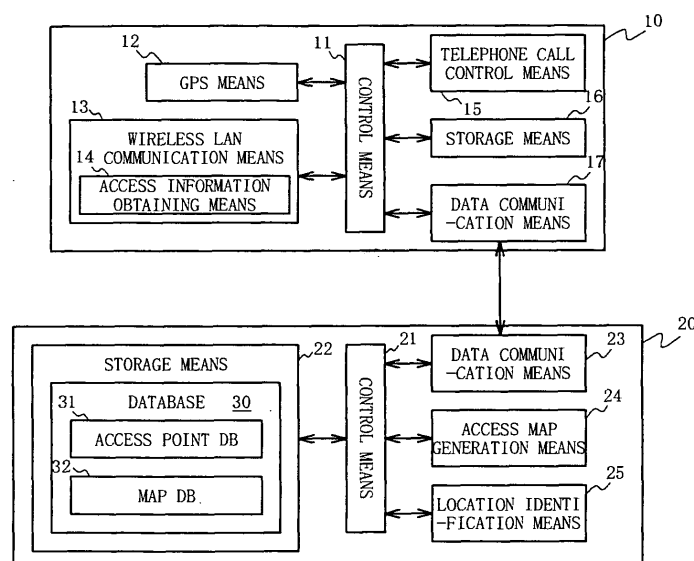 10
12
11
GPS MEANS
CONTROL MEANS
TELEPHONE CALL
CONTROL MEANS
15
16
13
WIRELESS LAN
COMMUNICATION MEANS
14
ACCESS INFORMATION
OBTAINING MEANS
STORAGE MEANS
17
DATA COMMUNI
-CATION MEANS
20
22
21
STORAGE MEANS
CONTROL MEANS
DATA COMMUNI
-CATION MEANS
23
DATABASE 30
31
ACCESS POINT DB
32
MAP DB
24
ACCESS MAP
GENERATION MEANS
25
LOCATION IDENTI
-FICATION MEANS